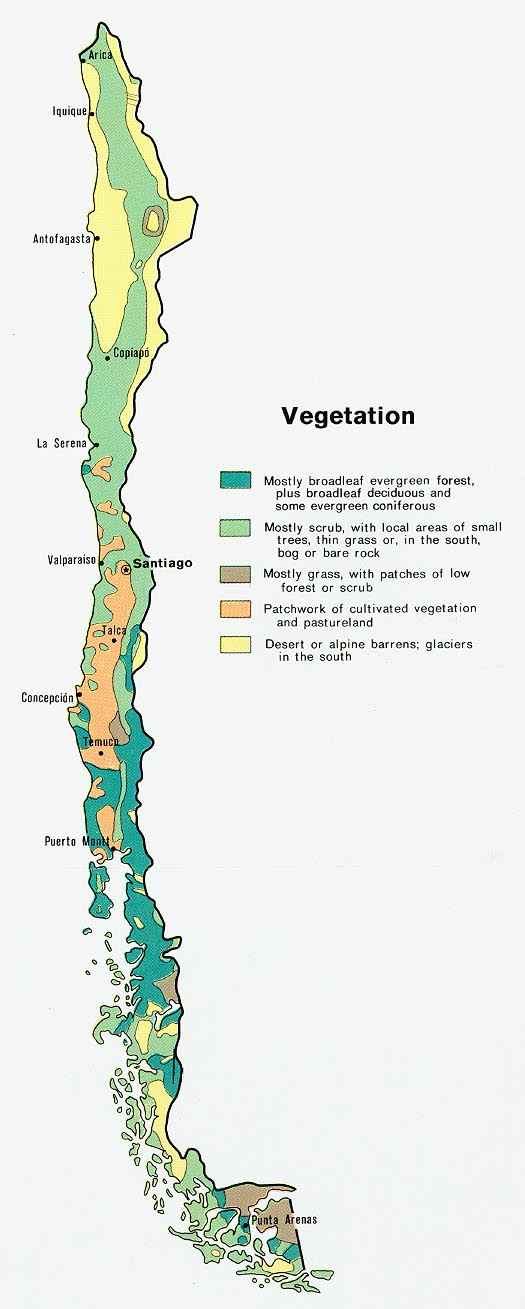 Arica
Iquique
Antofagasta
Copiapó
La Serena
Valparaíso
Santiago
Talca
Concepción
Temuco
Puerto Montt
Punta Arenas
Vegetation
Mostly broadleaf evergreen forest,
plus broadleaf deciduous and
some evergreen coniferous
Mostly scrub, with local areas of small
trees, thin grass or, in the south,
bog or bare rock
Mostly grass, with patches of low
forest or scrub
Patchwork of cultivated vegetation
and pastureland
Desert or alpine barrens; glaciers
in the south